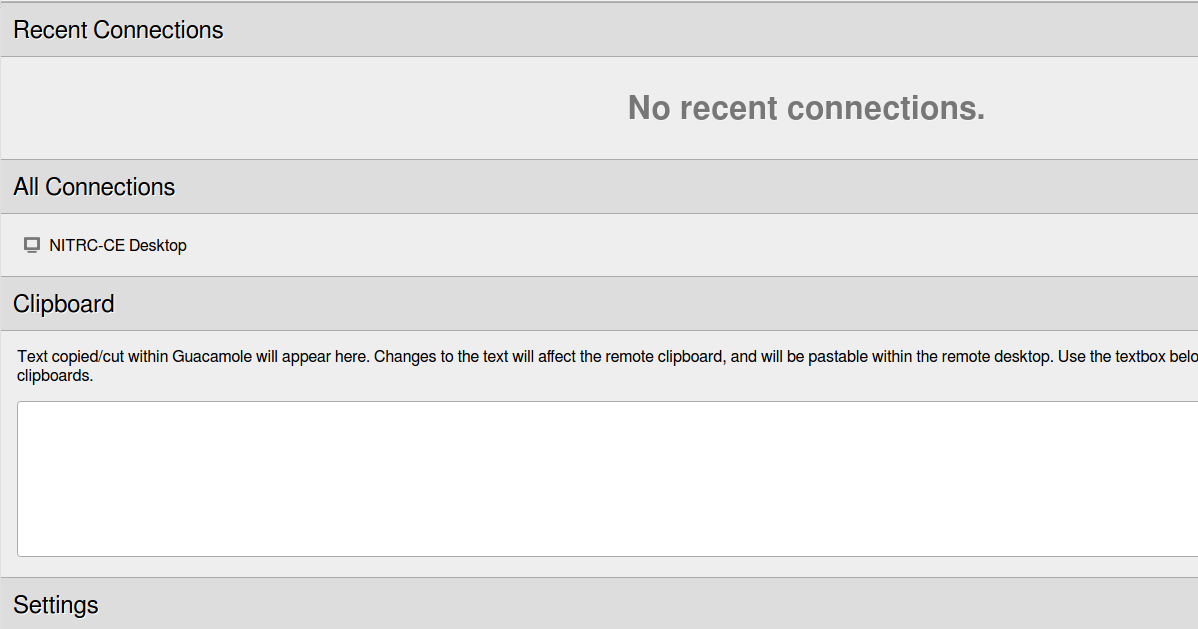 Recent Connections
No recent connections.
All Connections
NITRC-CE Desktop
Clipboard
Text copied/cut within Guacamole will appear here. Changes to the text will affect the remote clipboard, and will be pastable within the remote desktop. Use the textbox
clipboards.
Settings